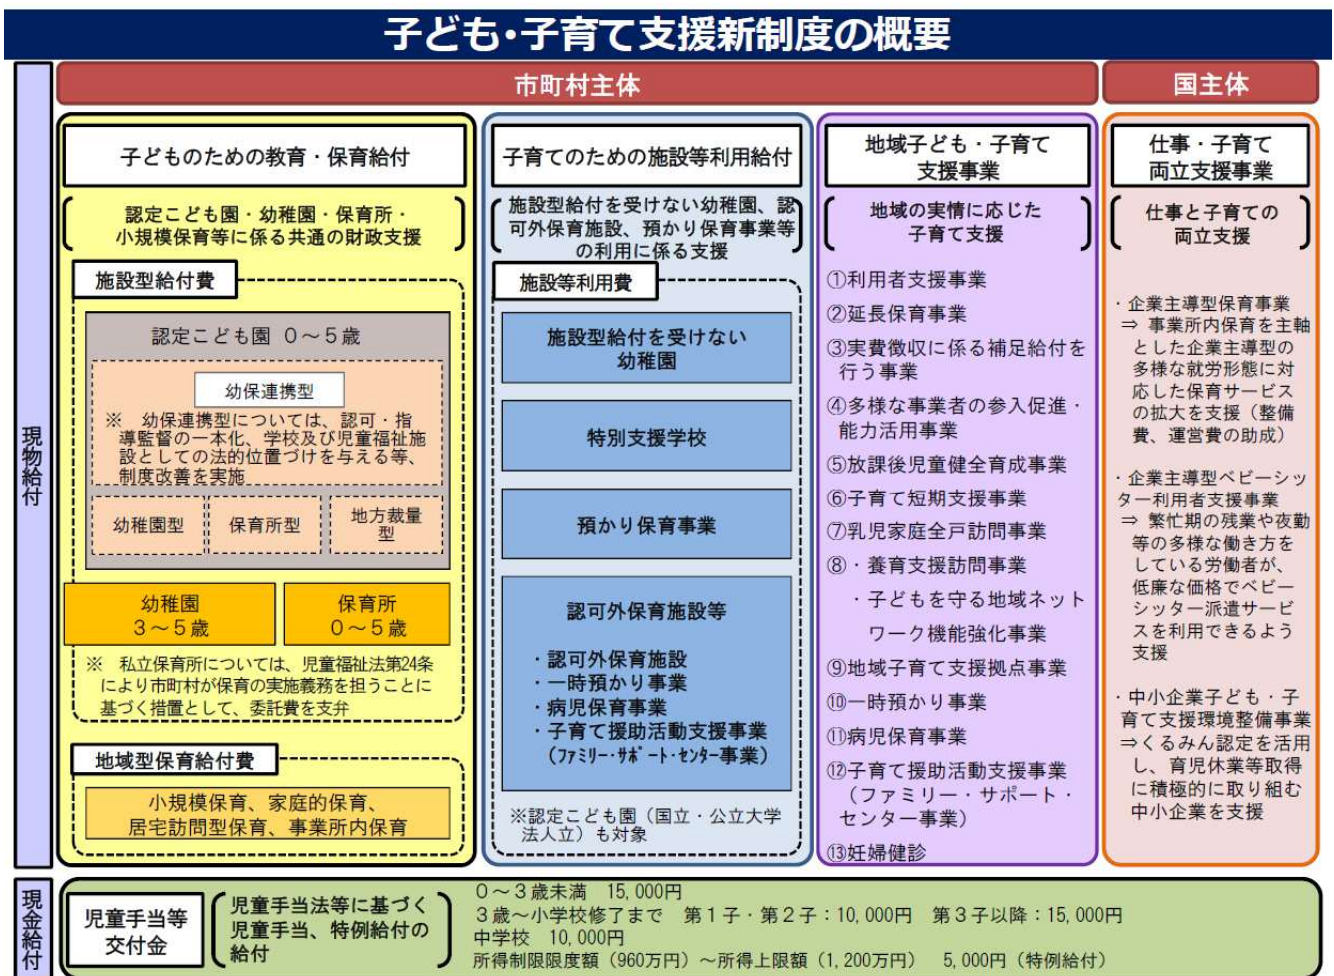 子ども・子育て支援新制度の概要
市町村主体
国主体
現物給付
子どものための教育・保育給付
認定こども園・幼稚園・保育所・
小規模保育等に係る共通の財政支援
施設型給付費
認定こども園 0～5歳
幼保連携型
※ 幼保連携型については、認可・指
導監督の一本化、学校及び児童福祉施
設としての法的位置づけを与える等、
制度改善を実施
幼稚園型
保育所型
地方裁量
型
幼稚園
3～5歳
保育所
0～5歳
※ 私立保育所については、児童福祉法第24条
により市町村が保育の実施義務を担うことに
基づく措置として、委託費を支弁
地域型保育給付費
小規模保育、家庭的保育、
居宅訪問型保育、事業所内保育
子育てのための施設等利用給付
施設型給付を受けない幼稚園、認
可外保育施設、預かり保育事業等
の利用に係る支援
施設等利用費
施設型給付を受けない
幼稚園
特別支援学校
預かり保育事業
認可外保育施設等
・認可外保育施設
・一時預かり事業
・病児保育事業
・子育て援助活動支援事業
（ﾌｧﾐﾘｰ・ｻﾎﾟｰﾄ・ｾﾝﾀｰ事業）
※認定こども園（国立・公立大学
法人立）も対象
地域子ども・子育て
支援事業
地域の実情に応じた
子育て支援
①利用者支援事業
②延長保育事業
③実費徴収に係る補足給付を
行う事業
④多様な事業者の参入促進・
能力活用事業
⑤放課後児童健全育成事業
⑥子育て短期支援事業
⑦乳児家庭全戸訪問事業
⑧・養育支援訪問事業
・子どもを守る地域ネット
ワーク機能強化事業
⑨地域子育て支援拠点事業
⑩一時預かり事業
⑪病児保育事業
⑫子育て援助活動支援事業
（ファミリー・サポート・
センター事業）
⑬妊婦健診
仕事・子育て
両立支援事業
仕事と子育ての
両立支援
・企業主導型保育事業
⇒ 事業所内保育を主軸
とした企業主導型の
多様な就労形態に対
応した保育サービス
の拡大を支援（整備
費、運営費の助成）
・企業主導型ベビーシッ
ター利用者支援事業
⇒ 繁忙期の残業や夜勤
等の多様な働き方を
している労働者が、
低廉な価格でベビー
シッター派遣サービ
スを利用できるよう
支援
・中小企業子ども・子
育て支援環境整備事業
⇒くるみん認定を活用
し、育児休業等取得
に積極的に取り組む
中小企業を支援
現金給付
児童手当等
交付金
児童手当法等に基づく
児童手当、特例給付の
給付
0～3歳未満 15,000円
3歳～小学校修了まで 第1子・第2子：10,000円 第3子以降：15,000円
中学校 10,000円
所得制限限度額（960万円）～所得上限額（1,200万円） 5,000円（特例給付）